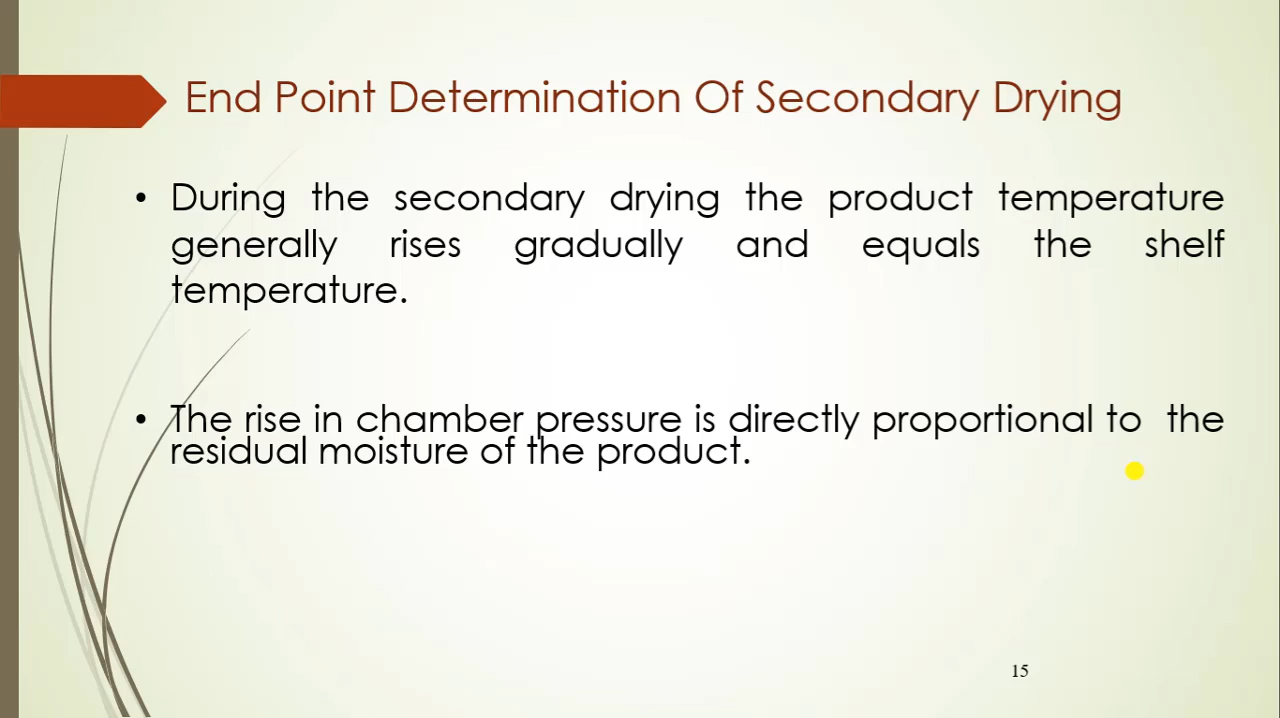 End Point Determination Of Secondary Drying
• During the secondary drying the product temperature
generally rises gradually and equals the shelf
temperature.
• The rise in chamber pressure is directly proportional to the
residual moisture of the product.
15